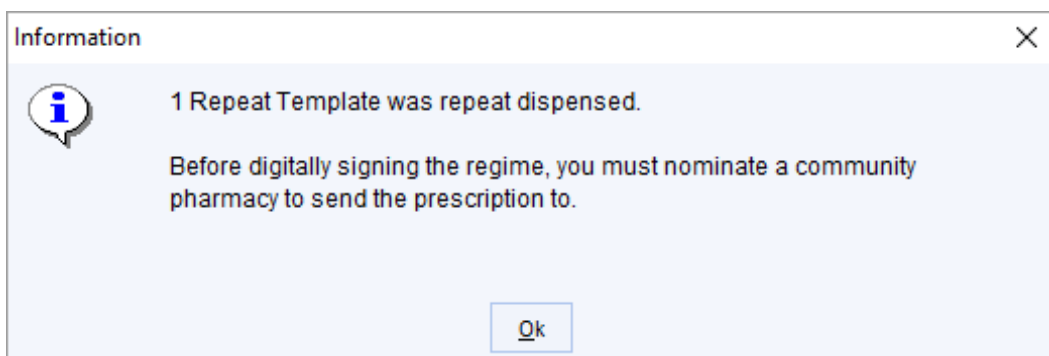 Information
1 Repeat Template was repeat dispensed.
Before digitally signing the regime, you must nominate a community
pharmacy to send the prescription to.
Ok